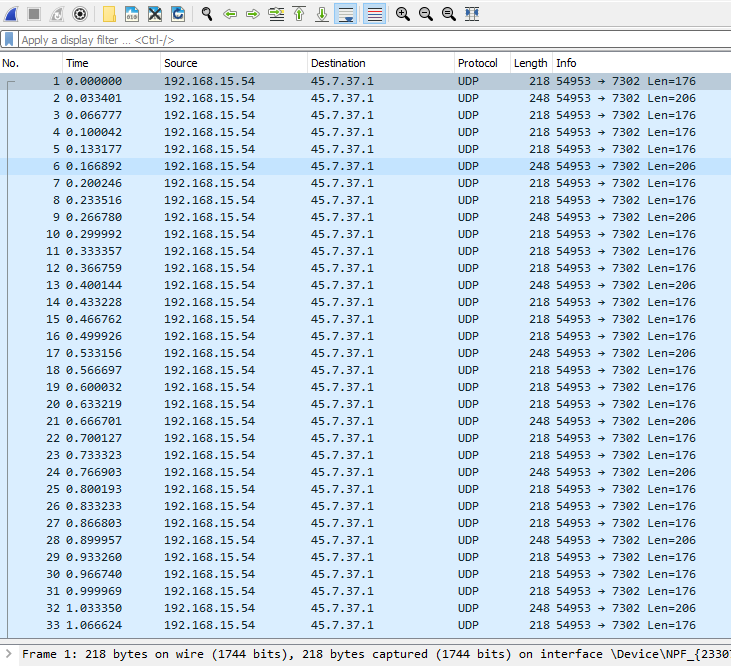 Apply a display filter … <Ctrl-/>
No. Time Source Destination Protocol Length Info
1 0.000000 192.168.15.54 45.7.37.1 UDP 218 54953 → 7302 Len=176
2 0.033401 192.168.15.54 45.7.37.1 UDP 248 54953 → 7302 Len=206
3 0.066777 192.168.15.54 45.7.37.1 UDP 218 54953 → 7302 Len=176
4 0.100042 192.168.15.54 45.7.37.1 UDP 218 54953 → 7302 Len=176
5 0.133177 192.168.15.54 45.7.37.1 UDP 218 54953 → 7302 Len=176
6 0.166892 192.168.15.54 45.7.37.1 UDP 248 54953 → 7302 Len=206
7 0.200246 192.168.15.54 45.7.37.1 UDP 218 54953 → 7302 Len=176
8 0.233516 192.168.15.54 45.7.37.1 UDP 218 54953 → 7302 Len=176
9 0.266780 192.168.15.54 45.7.37.1 UDP 248 54953 → 7302 Len=206
10 0.299992 192.168.15.54 45.7.37.1 UDP 218 54953 → 7302 Len=176
11 0.333357 192.168.15.54 45.7.37.1 UDP 218 54953 → 7302 Len=176
12 0.366759 192.168.15.54 45.7.37.1 UDP 218 54953 → 7302 Len=176
13 0.400144 192.168.15.54 45.7.37.1 UDP 248 54953 → 7302 Len=206
14 0.433228 192.168.15.54 45.7.37.1 UDP 218 54953 → 7302 Len=176
15 0.466762 192.168.15.54 45.7.37.1 UDP 218 54953 → 7302 Len=176
16 0.499926 192.168.15.54 45.7.37.1 UDP 218 54953 → 7302 Len=176
17 0.533156 192.168.15.54 45.7.37.1 UDP 248 54953 → 7302 Len=206
18 0.566697 192.168.15.54 45.7.37.1 UDP 218 54953 → 7302 Len=176
19 0.600032 192.168.15.54 45.7.37.1 UDP 218 54953 → 7302 Len=176
20 0.633219 192.168.15.54 45.7.37.1 UDP 218 54953 → 7302 Len=176
21 0.666701 192.168.15.54 45.7.37.1 UDP 248 54953 → 7302 Len=206
22 0.700127 192.168.15.54 45.7.37.1 UDP 218 54953 → 7302 Len=176
23 0.733323 192.168.15.54 45.7.37.1 UDP 218 54953 → 7302 Len=176
24 0.766903 192.168.15.54 45.7.37.1 UDP 248 54953 → 7302 Len=206
25 0.800193 192.168.15.54 45.7.37.1 UDP 218 54953 → 7302 Len=176
26 0.833233 192.168.15.54 45.7.37.1 UDP 218 54953 → 7302 Len=176
27 0.866803 192.168.15.54 45.7.37.1 UDP 218 54953 → 7302 Len=176
28 0.899957 192.168.15.54 45.7.37.1 UDP 248 54953 → 7302 Len=206
29 0.933260 192.168.15.54 45.7.37.1 UDP 218 54953 → 7302 Len=176
30 0.966740 192.168.15.54 45.7.37.1 UDP 218 54953 → 7302 Len=176
31 0.999969 192.168.15.54 45.7.37.1 UDP 218 54953 → 7302 Len=176
32 1.033350 192.168.15.54 45.7.37.1 UDP 248 54953 → 7302 Len=206
33 1.066624 192.168.15.54 45.7.37.1 UDP 218 54953 → 7302 Len=176
Frame 1: 218 bytes on wire (1744 bits), 218 bytes captured (1744 bits) on interface \Device\NPF_{2330